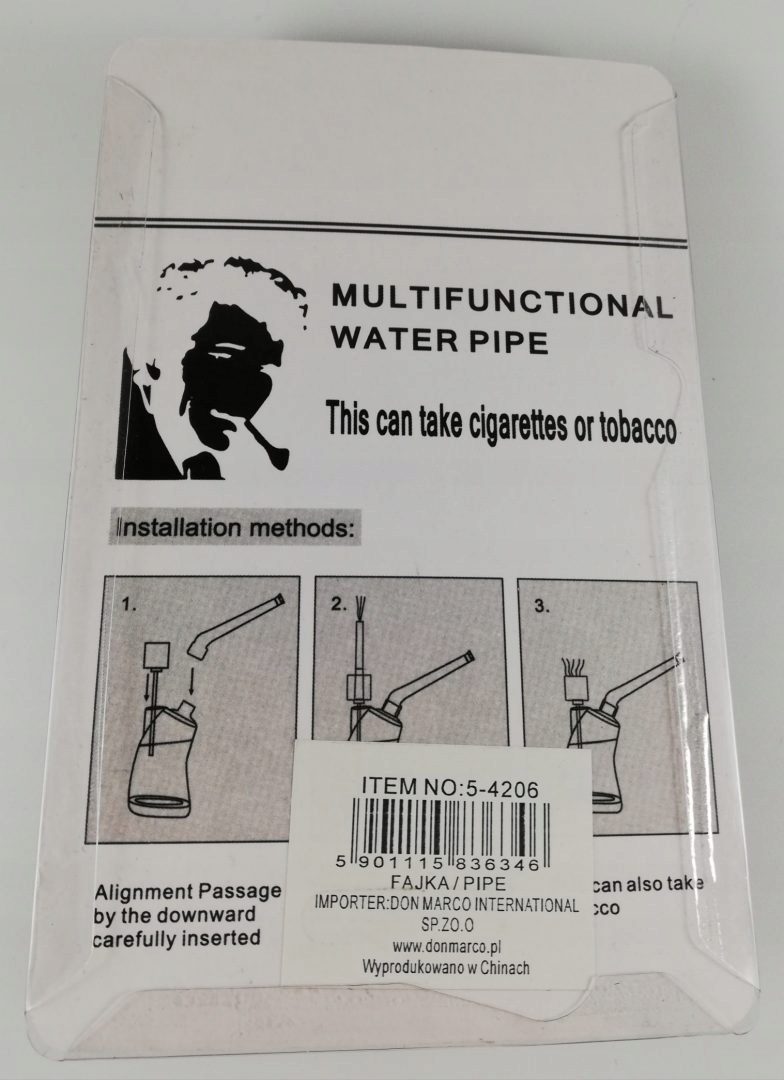 MULTIFUNCTIONAL
WATER PIPE
This can take cigarettes or tobacco
Installation methods:
1.
2.
3.
Alignment Passage
by the downward
carefully inserted
can also take
cco
ITEM NO:5-4206
5 901115 836346
FAJKA / PIPE
IMPORTER:DON MARCO INTERNATIONAL
SP.ZO.O
www.donmarco.pl
Wyprodukowano w Chinach